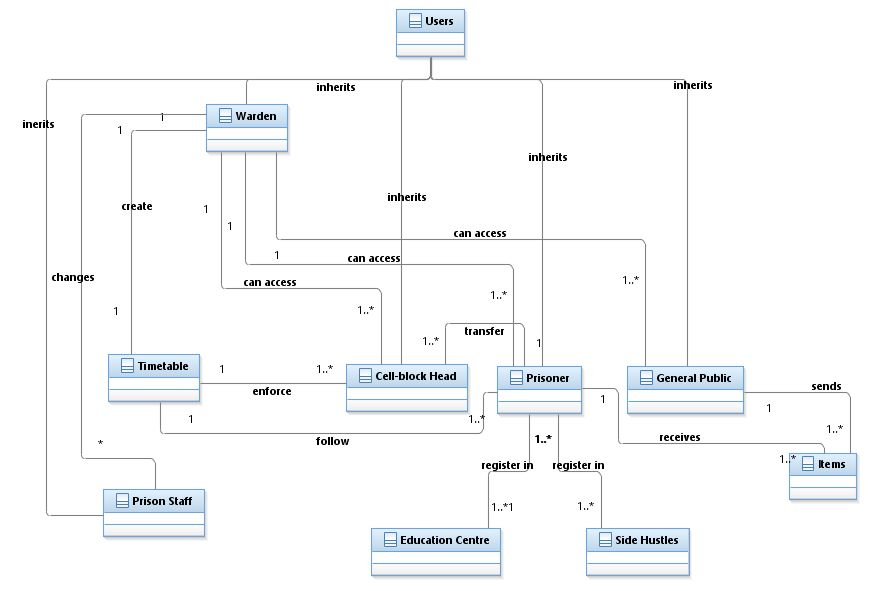 Users
inherits
inherits
inerits
1
Warden
1
inherits
inherits
create
1
1
can access
1
can access
changes
can access
1..*
1..*
1..*
1
transfer
1..*
1
Timetable
1
1..*
Cell-block Head
Prisoner
General Public
enforce
sends
1
1
1
1..*
1..*
follow
1..*
receives
*
1..*
Items
register in
register in
Prison Staff
1..*1
1..*
Education Centre
Side Hustles